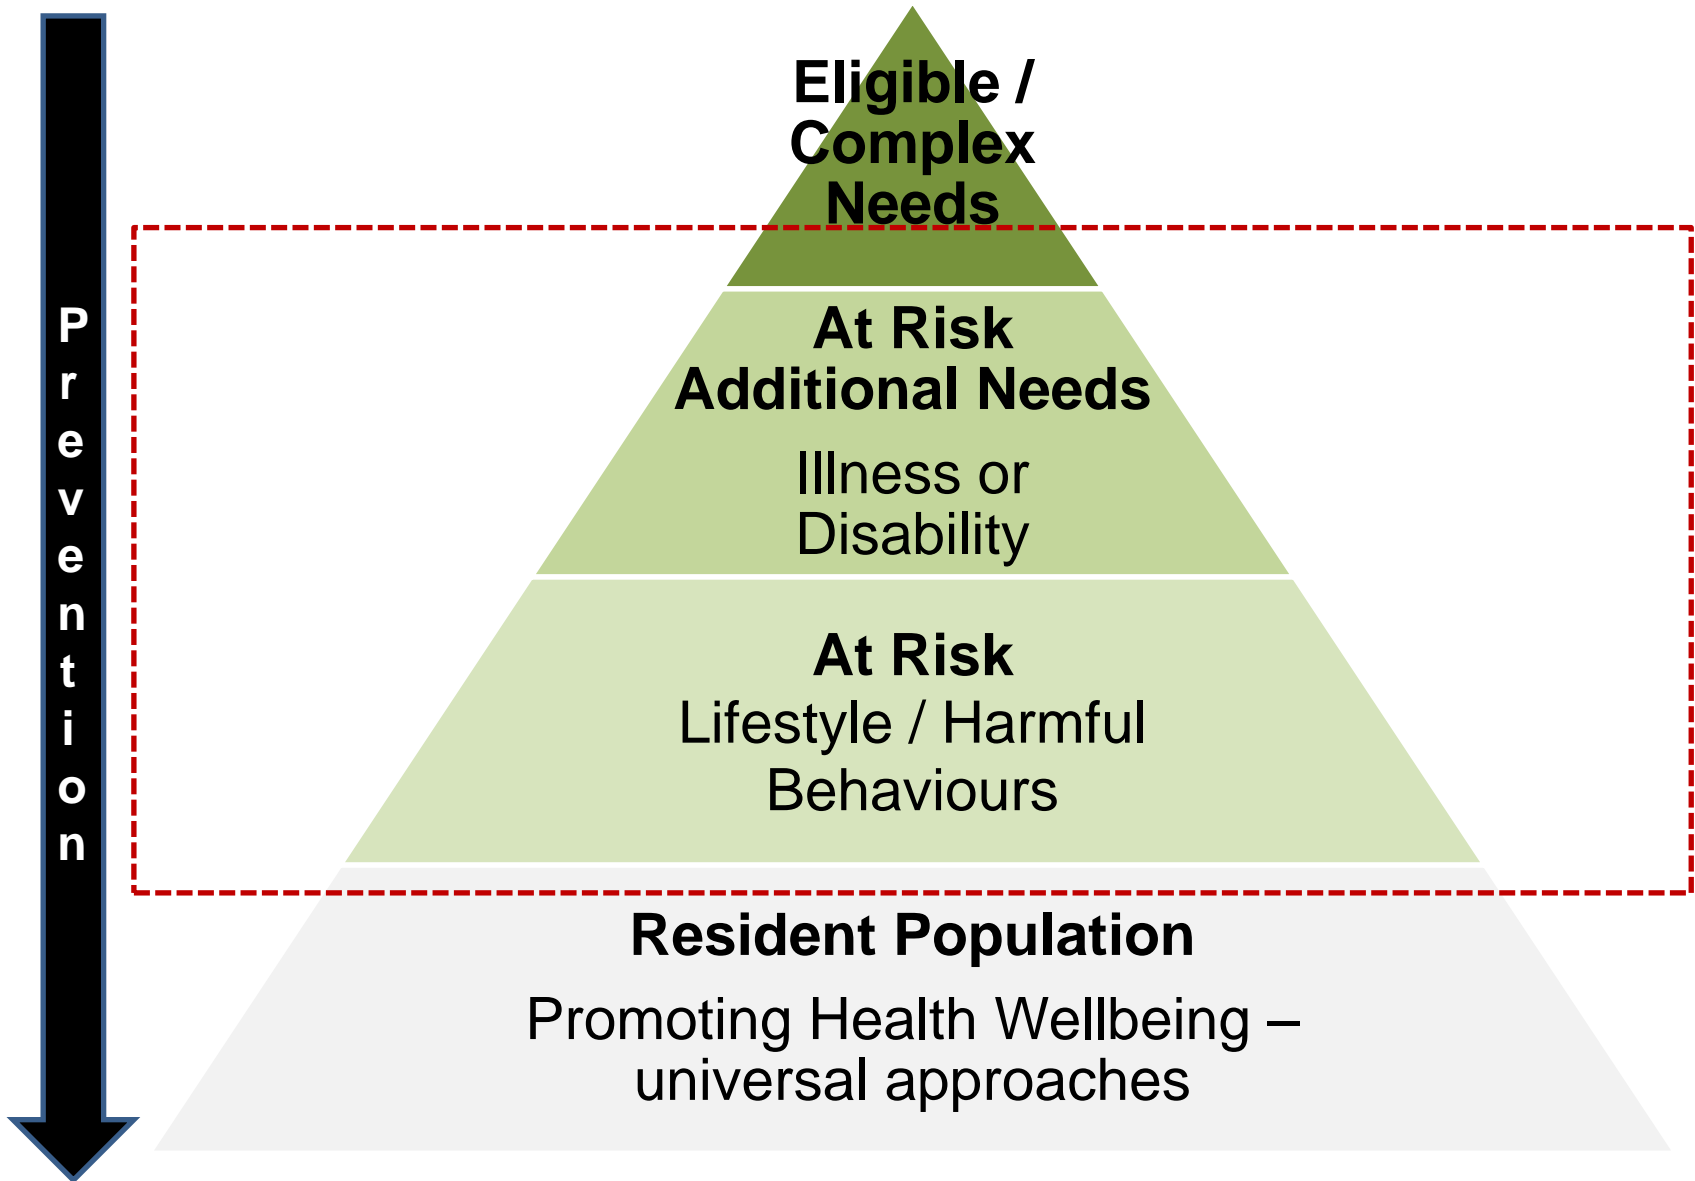 Prevention
Eligible /
Complex
Needs
At Risk
Additional Needs
Illness or
Disability
At Risk
Lifestyle / Harmful
Behaviours
Resident Population
Promoting Health Wellbeing –
universal approaches